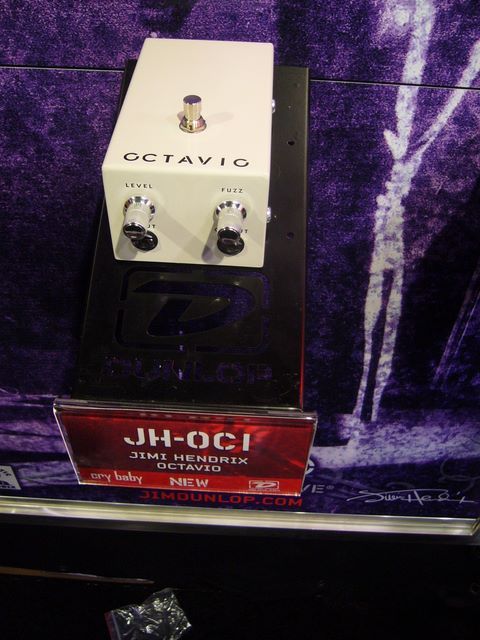 OCTAVIO
LEVEL FUZZ
DUNLOP
JH-OC1
JIMI HENDRIX
OCTAVIO
cry baby NEW
JIMDUNLOP.COM